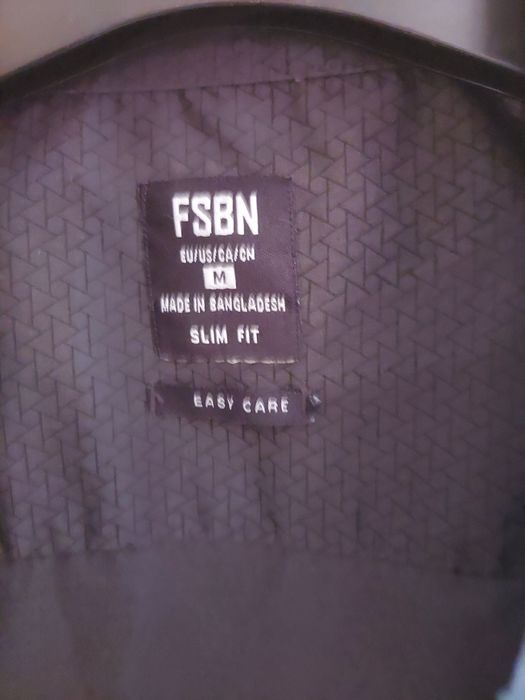 FSBN
EU/US/CA/CN
M
MADE IN BANGLADESH
SLIM FIT
EASY CARE